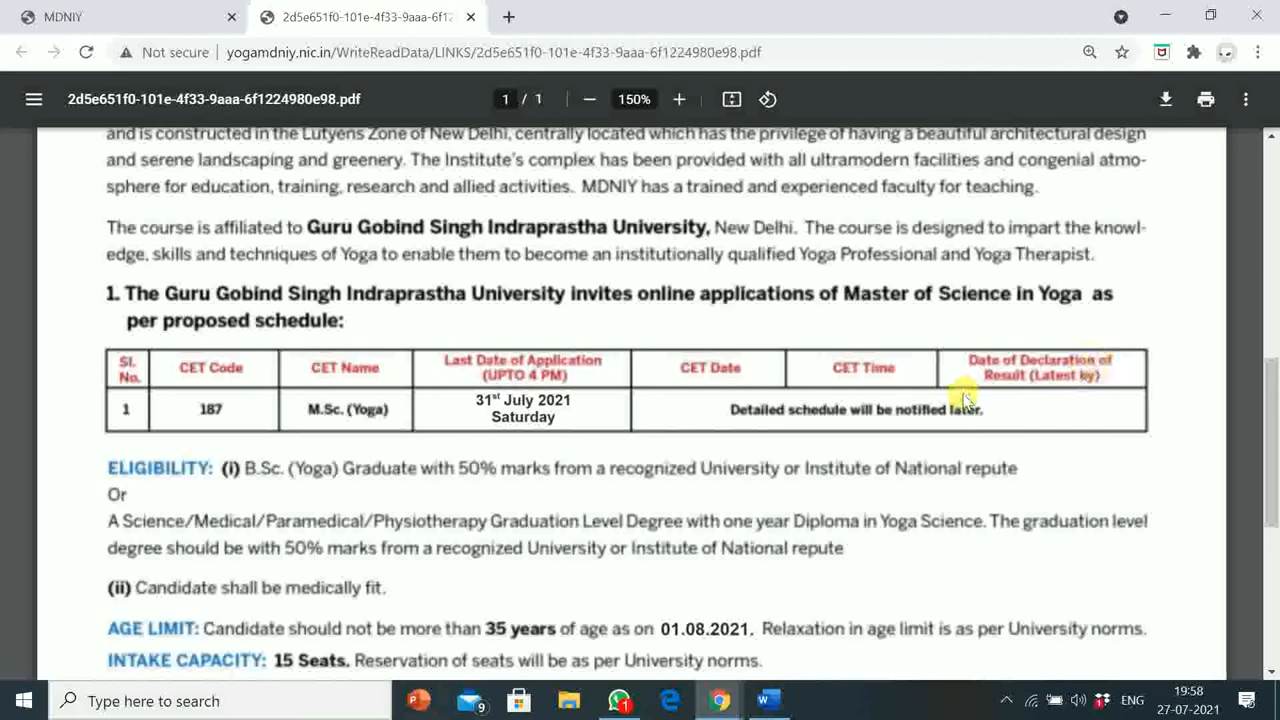 MDNIY
2d5e651f0-101e-4f33-9aaa-6f12
Not secure yogamdniy.nic.in/WriteReadData/LINKS/2d5e651f0-101e-4f33-9aaa-6f1224980e98.pdf
2d5e651f0-101e-4f33-9aaa-6f1224980e98.pdf 1 / 1 150%
and is constructed in the Lutyens Zone of New Delhi, centrally located which has the privilege of having a beautiful architectural design
and serene landscaping and greenery. The Institute's complex has been provided with all ultramodern facilities and congenial atmo-
sphere for education, training, research and allied activities. MDNIY has a trained and experienced faculty for teaching.
The course is affiliated to Guru Gobind Singh Indraprastha University, New Delhi. The course is designed to impart the knowl-
edge, skills and techniques of Yoga to enable them to become an institutionally qualified Yoga Professional and Yoga Therapist.
1. The Guru Gobind Singh Indraprastha University invites online applications of Master of Science in Yoga as
per proposed schedule:
Sl. No. CET Code CET Name Last Date of Application (UPTO 4 PM) CET Date CET Time Date of Declaration of Result (Latest by)
1 187 M.Sc. (Yoga) 31st July 2021 Saturday Detailed schedule will be notified later.
ELIGIBILITY: (i) B.Sc. (Yoga) Graduate with 50% marks from a recognized University or Institute of National repute
Or
A Science/Medical/Paramedical/Physiotherapy Graduation Level Degree with one year Diploma in Yoga Science. The graduation level
degree should be with 50% marks from a recognized University or Institute of National repute
(ii) Candidate shall be medically fit.
AGE LIMIT: Candidate should not be more than 35 years of age as on 01.08.2021. Relaxation in age limit is as per University norms.
INTAKE CAPACITY: 15 Seats. Reservation of seats will be as per University norms.
Type here to search 9 1 ENG 19:58
27-07-2021